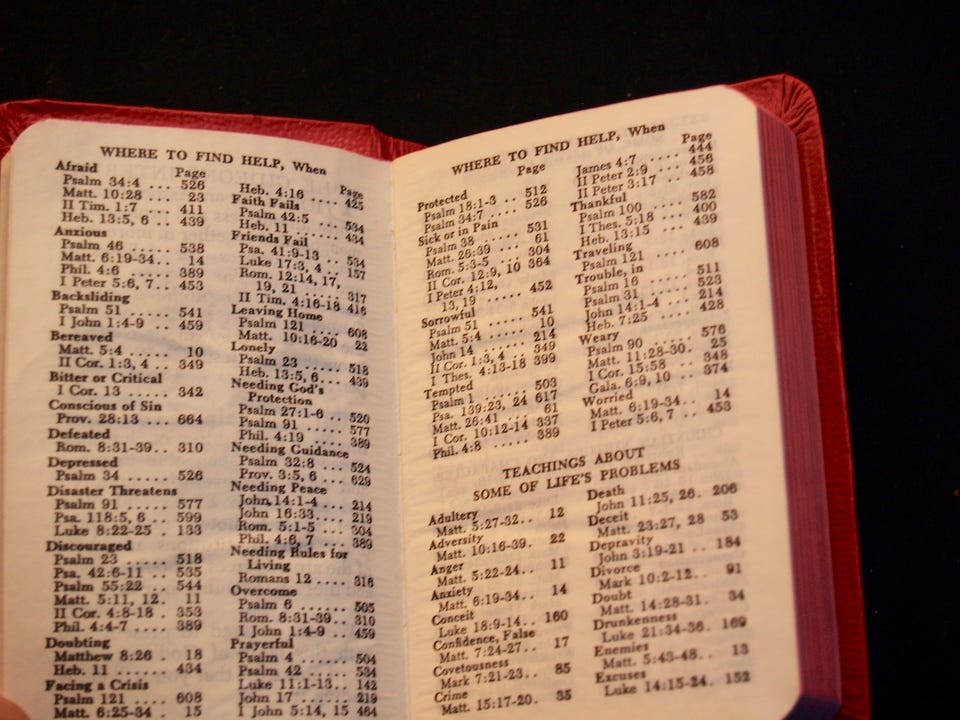 WHERE TO FIND HELP, When
Page
Afraid
Psalm 34:4 ... 526
Matt. 10:28 ... 23
II Tim. 1:7 ... 411
Heb. 13:5, 6 .. 439
Anxious
Psalm 46 ..... 538
Matt. 6:19-34.. 14
Phil. 4:6 ..... 389
I Peter 5:6, 7.. 453
Backsliding
Psalm 51 ..... 541
I John 1:4-9 .. 459
Bereaved
Matt. 5:4 ..... 10
II Cor. 1:3, 4 .. 349
Bitter or Critical
I Cor. 13 ..... 342
Conscious of Sin
Prov. 28:13 ... 664
Defeated
Rom. 8:31-39.. 310
Depressed
Psalm 34 ..... 526
Disaster Threatens
Psalm 91 ..... 577
Psa. 118:5, 6 .. 599
Luke 8:22-25 . 133
Discouraged
Psalm 23 ..... 518
Psa. 42:6-11 .. 535
Psalm 55:22 .. 544
Matt. 5:11, 12. 11
II Cor. 4:8-18 . 353
Phil. 4:4-7 .... 389
Doubting
Matthew 8:26 . 18
Heb. 11 ...... 434
Facing a Crisis
Psalm 121 .... 608
Matt. 6:25-34 . 15
Page
Heb. 4:16 .... 425
Faith Fails
Psalm 42:5 ... 534
Heb. 11 ...... 434
Friends Fail
Psa. 41:9-13 .. 534
Luke 17:3, 4 .. 157
Rom. 12:14, 17,
19, 21 ...... 317
II Tim. 4:16-18 416
Leaving Home
Psalm 121 .... 608
Matt. 10:16-20 22
Lonely
Psalm 23 ..... 518
Heb. 13:5, 6... 439
Needing God's
Protection
Psalm 27:1-6 .. 520
Psalm 91 ..... 577
Phil. 4:19 .... 389
Needing Guidance
Psalm 32:8 ... 524
Prov. 3:5, 6 ... 629
Needing Peace
John 14:1-4 ... 214
John 16:33 .... 219
Rom. 5:1-5 ... 304
Phil. 4:6, 7 ... 389
Needing Rules for
Living
Romans 12 .... 316
Overcome
Psalm 6 ...... 505
Rom. 8:31-39.. 310
I John 1:4-9 .. 459
Prayerful
Psalm 4 ...... 504
Psalm 42 ..... 534
Luke 11:1-13.. 142
John 17 ...... 219
I John 5:14, 15 464
WHERE TO FIND HELP, When
Page
Protected
Psalm 18:1-3 .. 512
Psalm 34:7 .... 526
Sick or in Pain
Psalm 38 ..... 531
Matt. 26:39 ... 61
Rom. 5:3-5 ... 304
II Cor. 12:9, 10 364
I Peter 4:12,
13, 19 ...... 452
Sorrowful
Psalm 51 ..... 541
Matt. 5:4 ..... 10
John 14 ...... 214
II Cor. 1:3, 4 .. 349
I Thes. 4:13-18 399
Tempted
Psalm 1 ...... 503
Psa. 139:23, 24 617
Matt. 26:41 ... 61
I Cor. 10:12-14 337
Phil. 4:8 ..... 389
Page
James 4:7 .... 444
II Peter 2:9 ... 456
II Peter 3:17 .. 458
Thankful
Psalm 100 .... 582
I Thes. 5:18 ... 400
Heb. 13:15 ... 439
Traveling
Psalm 121 .... 608
Trouble, in
Psalm 16 ..... 511
Psalm 31 ..... 523
John 14:1-4 ... 214
Heb. 7:25 .... 428
Weary
Psalm 90 ..... 576
Matt. 11:28-30. 25
I Cor. 15:58 ... 348
Gala. 6:9, 10 .. 374
Worried
Matt. 6:19-34.. 14
I Peter 5:6, 7 .. 453
TEACHINGS ABOUT
SOME OF LIFE'S PROBLEMS
Adultery
Matt. 5:27-32.. 12
Adversity
Matt. 10:16-39. 22
Anger
Matt. 5:22-24.. 11
Anxiety
Matt. 6:19-34.. 14
Conceit
Luke 18:9-14.. 160
Confidence, False
Matt. 7:24-27.. 17
Covetousness
Mark 7:21-23.. 85
Crime
Matt. 15:17-20. 35
Death
John 11:25, 26. 206
Deceit
Matt. 23:27, 28 53
Depravity
John 3:19-21 .. 184
Divorce
Mark 10:2-12.. 91
Doubt
Matt. 14:28-31. 34
Drunkenness
Luke 21:34-36. 169
Enemies
Matt. 5:43-48.. 13
Excuses
Luke 14:15-24. 152